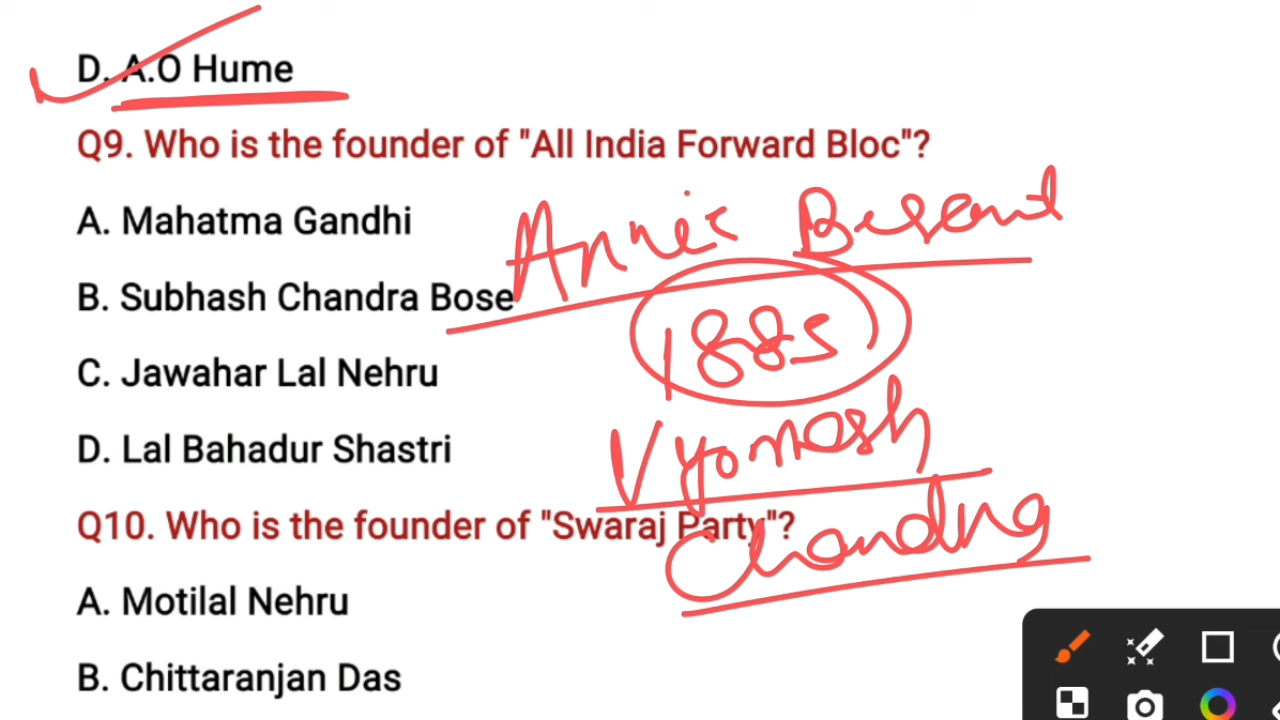 D. A.O Hume
Q9. Who is the founder of "All India Forward Bloc"?
A. Mahatma Gandhi
Annie Besant
B. Subhash Chandra Bose
1885
C. Jawahar Lal Nehru
Vyomesh
D. Lal Bahadur Shastri
Q10. Who is the founder of "Swaraj Party"?
Chandra
A. Motilal Nehru
B. Chittaranjan Das